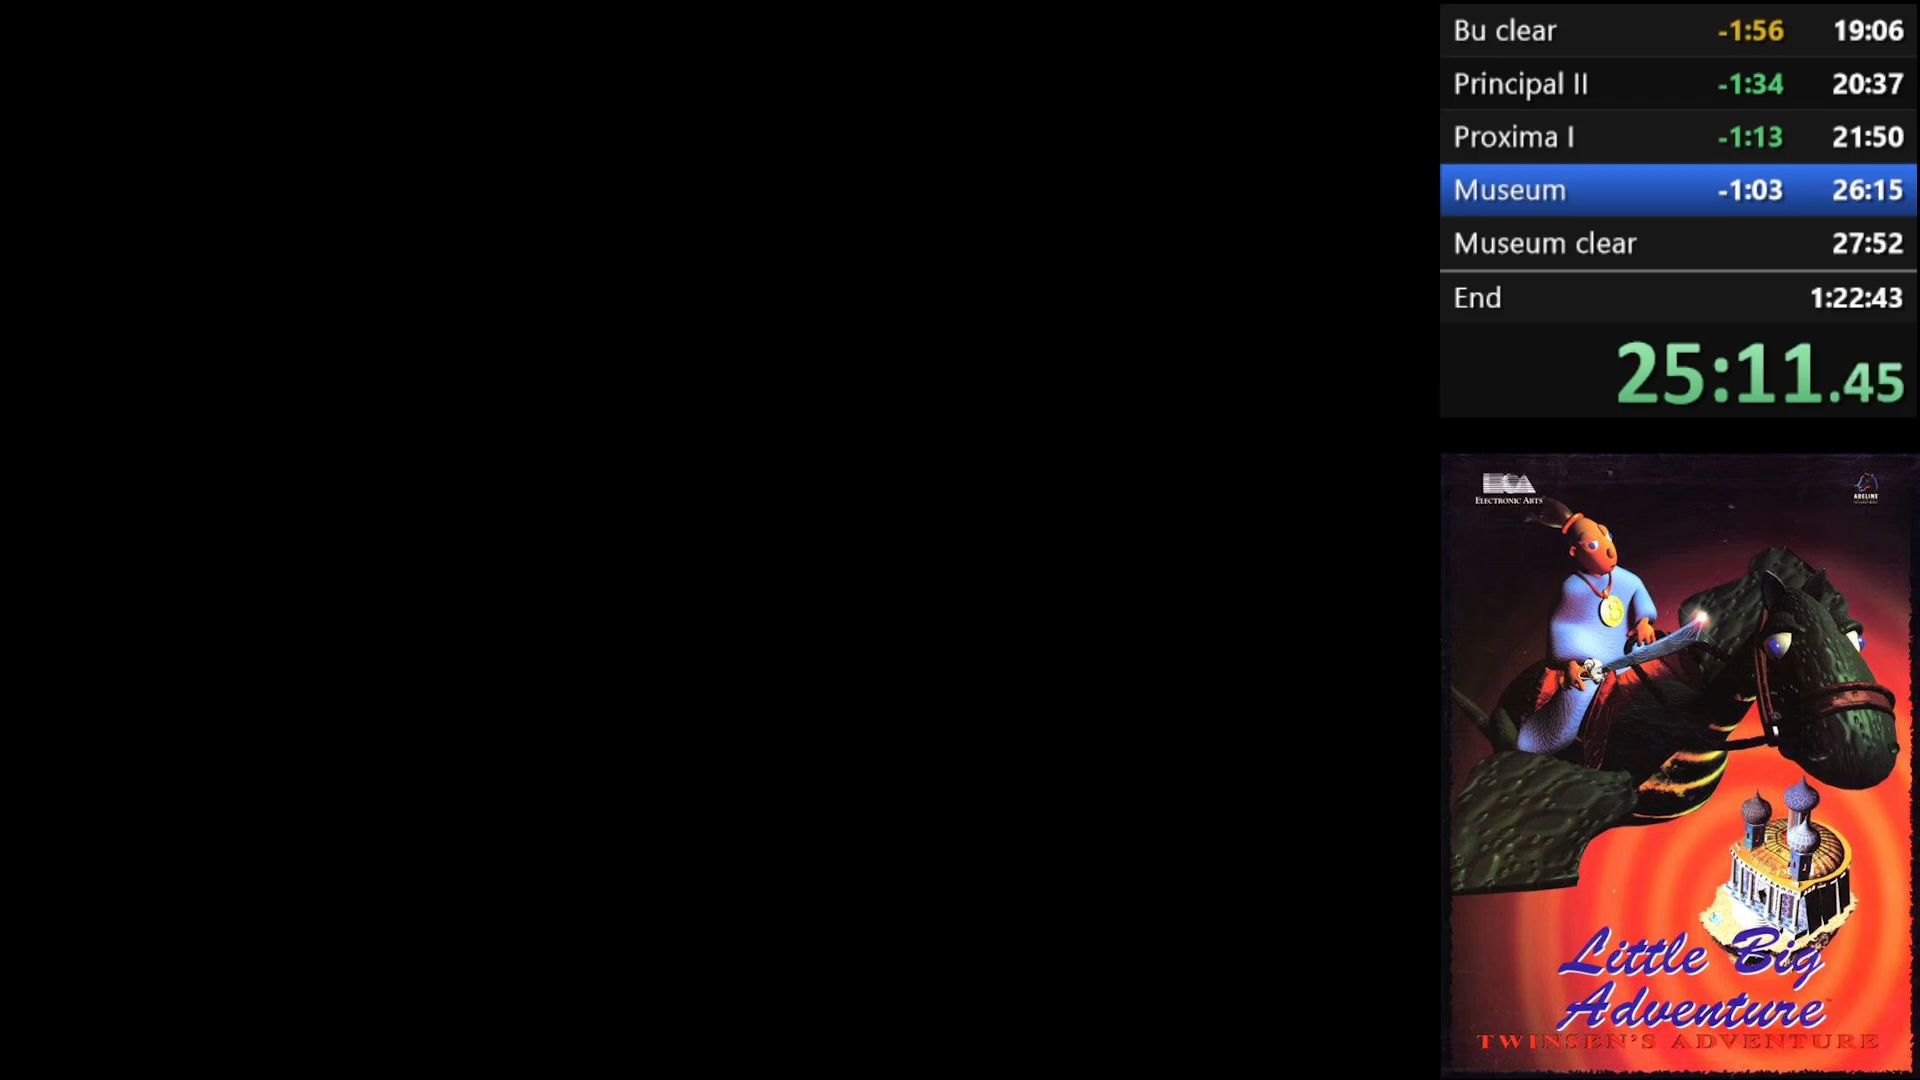 Bu clear -1:56 19:06
Principal II -1:34 20:37
Proxima I -1:13 21:50
Museum -1:03 26:15
Museum clear 27:52
End 1:22:43
25:11.45
ELECTRONIC ARTS
ADELINE
Little Big
Adventure
TWINSEN'S ADVENTURE